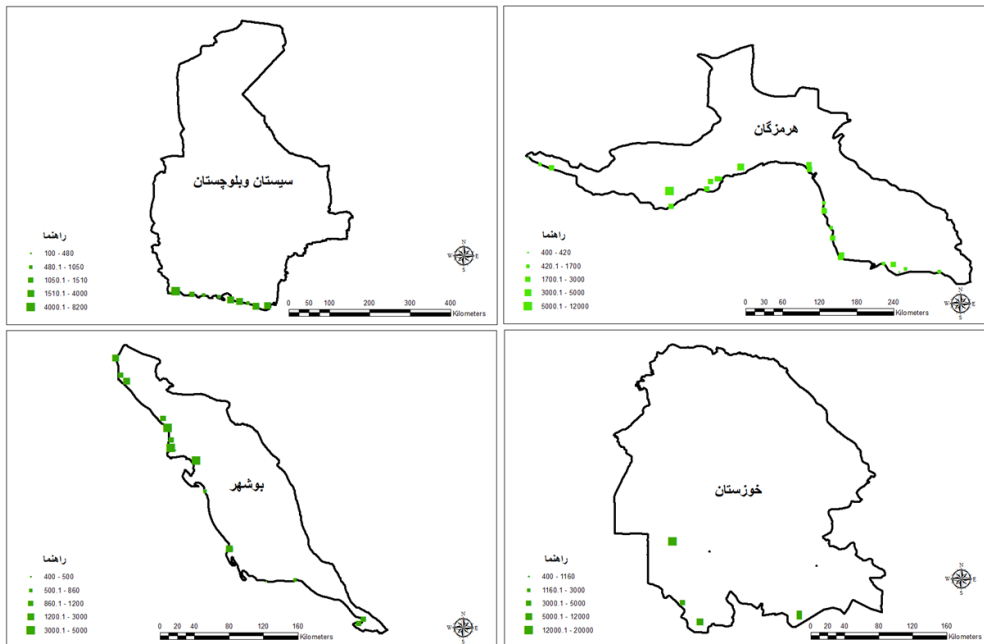 سیستان وبلوچستان
راهنما
100 - 480
480.1 - 1050
1050.1 - 1510
1510.1 - 4000
4000.1 - 8200
N
W E
S
0 50 100 200 300 400
Kilometers
هرمزگان
راهنما
400 - 420
420.1 - 1700
1700.1 - 3000
3000.1 - 5000
5000.1 - 12000
N
W E
S
0 30 60 120 180 240
Kilometers
بوشهر
راهنما
400 - 500
500.1 - 860
860.1 - 1200
1200.1 - 3000
3000.1 - 5000
N
W E
S
0 20 40 80 120 160
Kilometers
خوزستان
راهنما
400 - 1160
1160.1 - 3000
3000.1 - 5000
5000.1 - 12000
12000.1 - 20000
N
W E
S
0 20 40 80 120 160
Kilometers